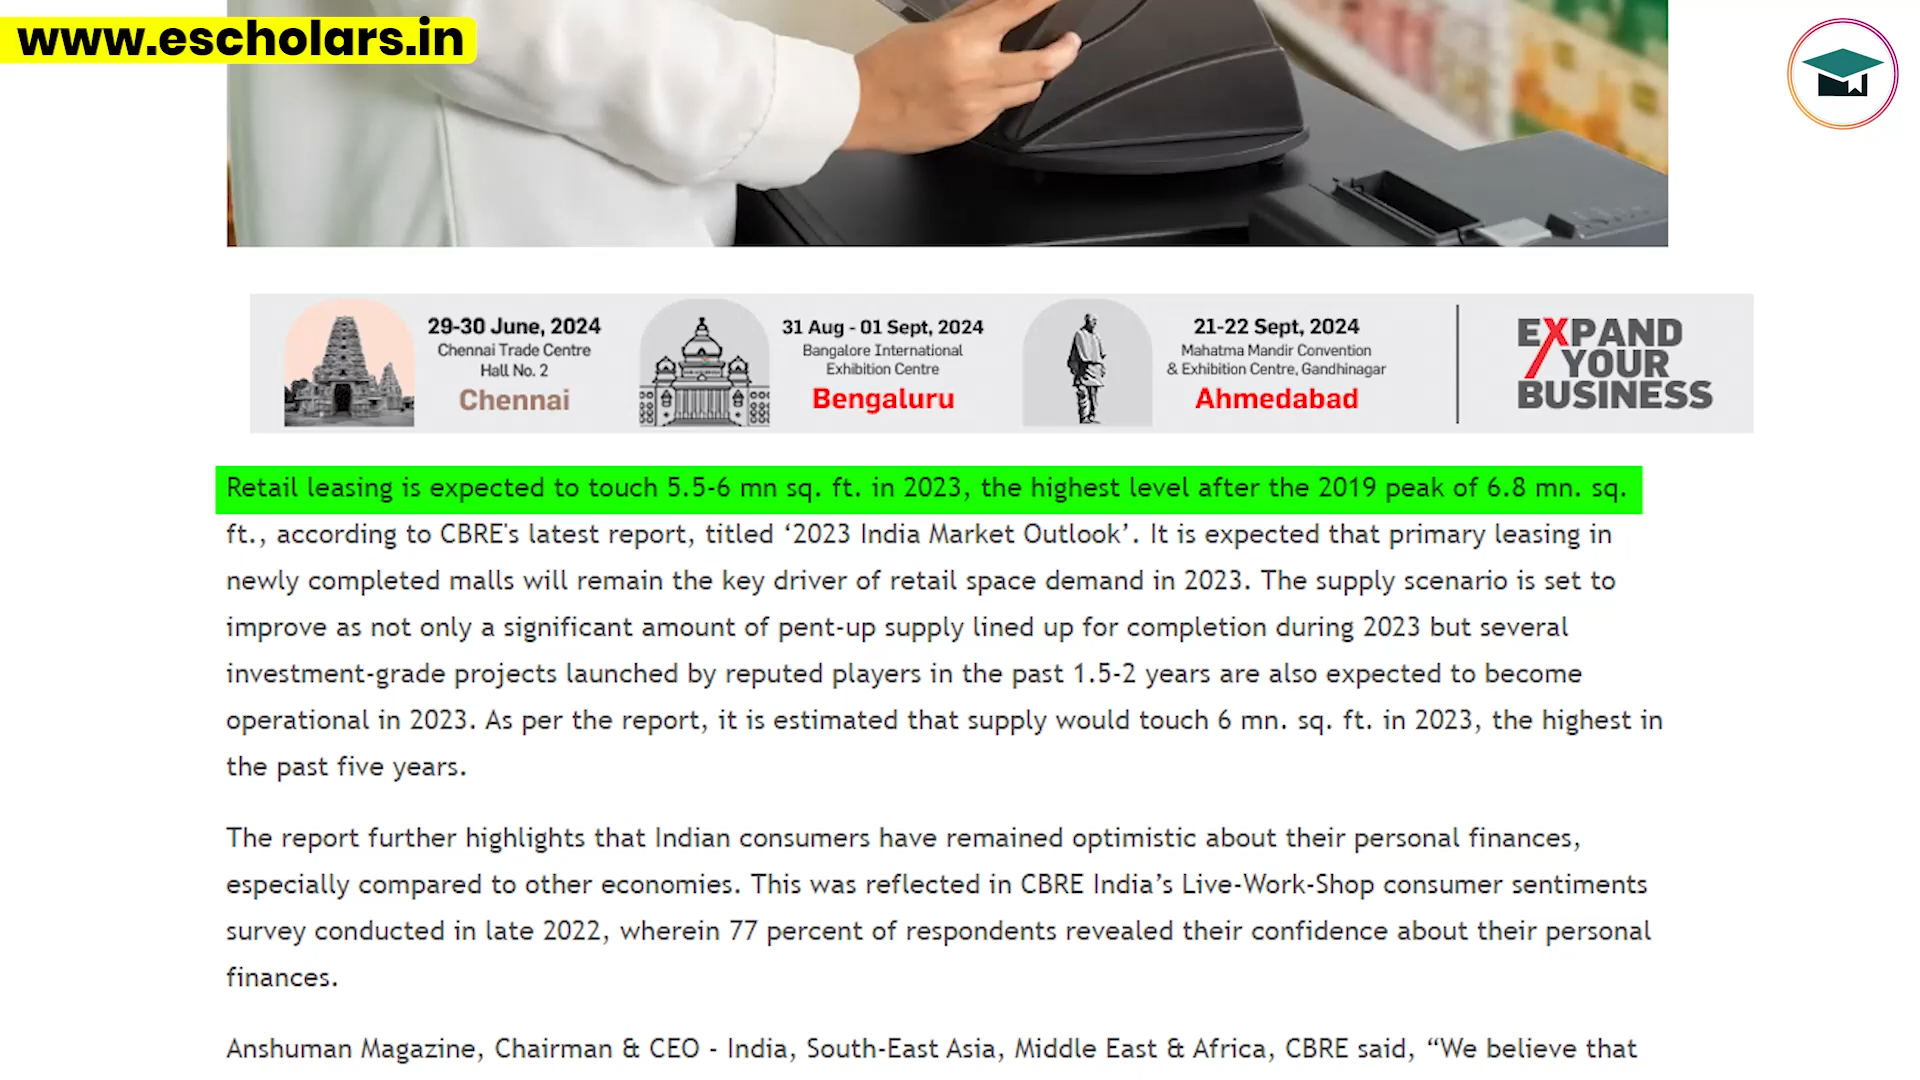 www.escholars.in
29-30 June, 2024
Chennai Trade Centre
Hall No. 2
Chennai
31 Aug - 01 Sept, 2024
Bangalore International
Exhibition Centre
Bengaluru
21-22 Sept, 2024
Mahatma Mandir Convention
& Exhibition Centre, Gandhinagar
Ahmedabad
EXPAND
YOUR
BUSINESS
Retail leasing is expected to touch 5.5-6 mn sq. ft. in 2023, the highest level after the 2019 peak of 6.8 mn. sq.
ft., according to CBRE's latest report, titled ‘2023 India Market Outlook’. It is expected that primary leasing in
newly completed malls will remain the key driver of retail space demand in 2023. The supply scenario is set to
improve as not only a significant amount of pent-up supply lined up for completion during 2023 but several
investment-grade projects launched by reputed players in the past 1.5-2 years are also expected to become
operational in 2023. As per the report, it is estimated that supply would touch 6 mn. sq. ft. in 2023, the highest in
the past five years.
The report further highlights that Indian consumers have remained optimistic about their personal finances,
especially compared to other economies. This was reflected in CBRE India’s Live-Work-Shop consumer sentiments
survey conducted in late 2022, wherein 77 percent of respondents revealed their confidence about their personal
finances.
Anshuman Magazine, Chairman & CEO - India, South-East Asia, Middle East & Africa, CBRE said, “We believe that